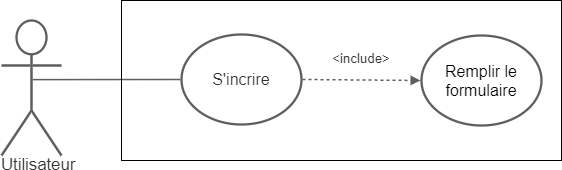 <include>
S'incrire
Remplir le
formulaire
Utilisateur